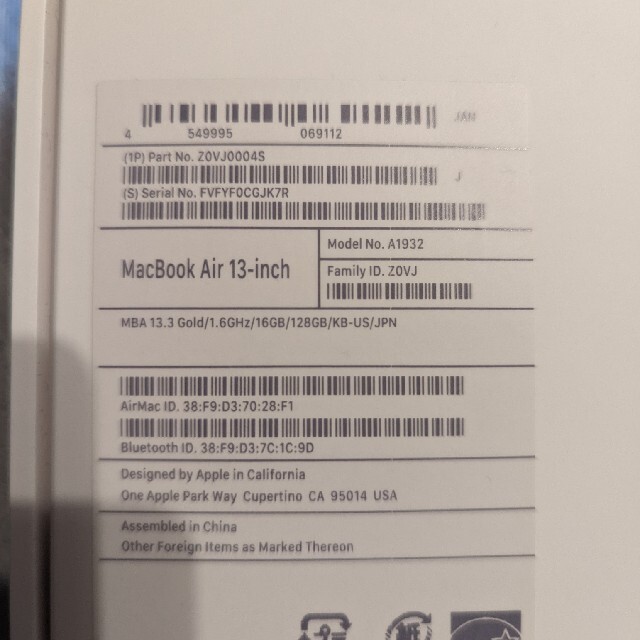 JAN
4 549995 069112
(1P) Part No. Z0VJ0004S
J
(S) Serial No. FVFYF0CGJK7R
MacBook Air 13-inch
Model No. A1932
Family ID. Z0VJ
MBA 13.3 Gold/1.6GHz/16GB/128GB/KB-US/JPN
AirMac ID. 38:F9:D3:70:28:F1
Bluetooth ID. 38:F9:D3:7C:1C:9D
Designed by Apple in California
One Apple Park Way Cupertino CA 95014 USA
Assembled in China
Other Foreign Items as Marked Thereon